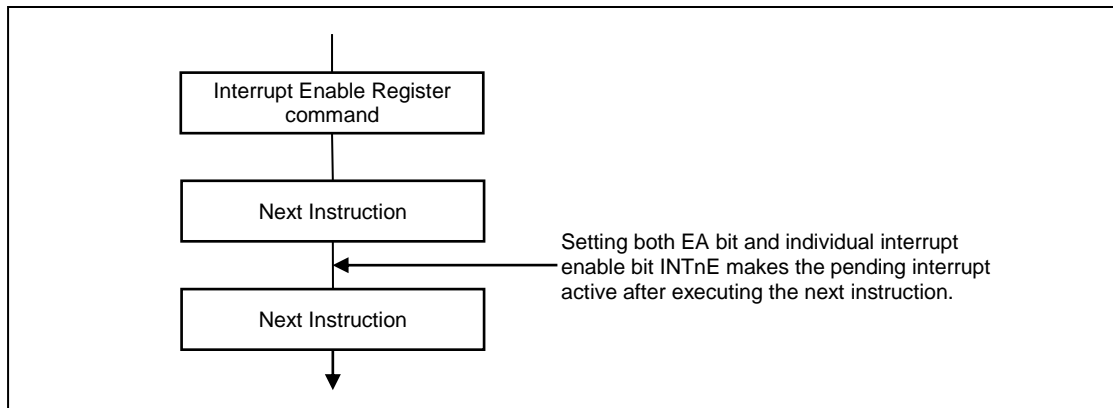 Interrupt Enable Register
command
Next Instruction
Setting both EA bit and individual interrupt
enable bit INTnE makes the pending interrupt
active after executing the next instruction.
Next Instruction